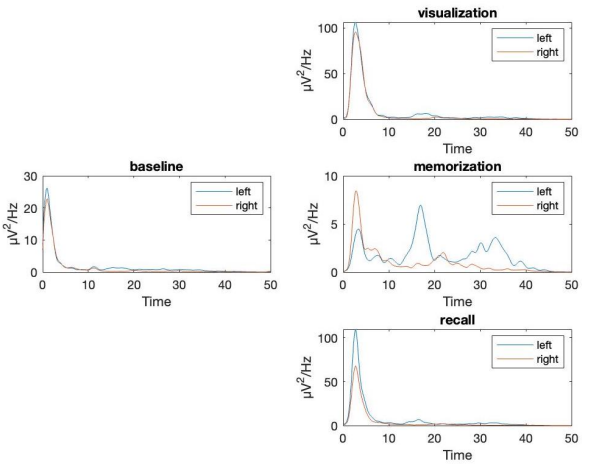 visualization
100
50
0
µV²/Hz
left
right
0 10 20 30 40 50
Time
baseline
30
20
10
0
µV²/Hz
left
right
0 10 20 30 40 50
Time
memorization
10
5
0
µV²/Hz
left
right
0 10 20 30 40 50
Time
recall
100
50
0
µV²/Hz
left
right
0 10 20 30 40 50
Time